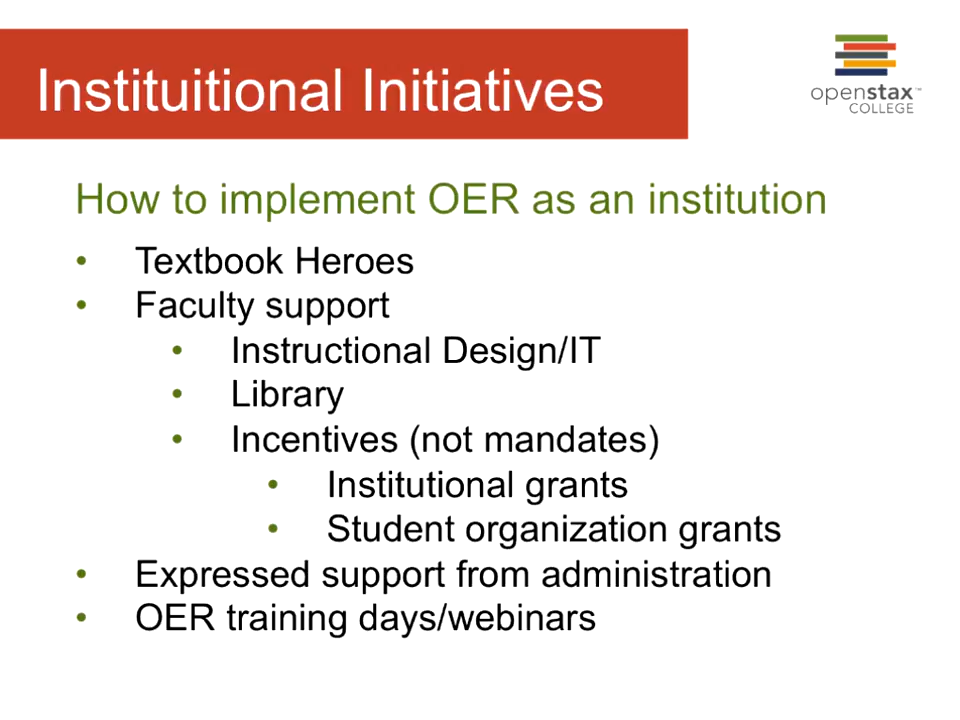 Instituitional Initiatives
openstax™
COLLEGE
How to implement OER as an institution
• Textbook Heroes
• Faculty support
• Instructional Design/IT
• Library
• Incentives (not mandates)
• Institutional grants
• Student organization grants
• Expressed support from administration
• OER training days/webinars